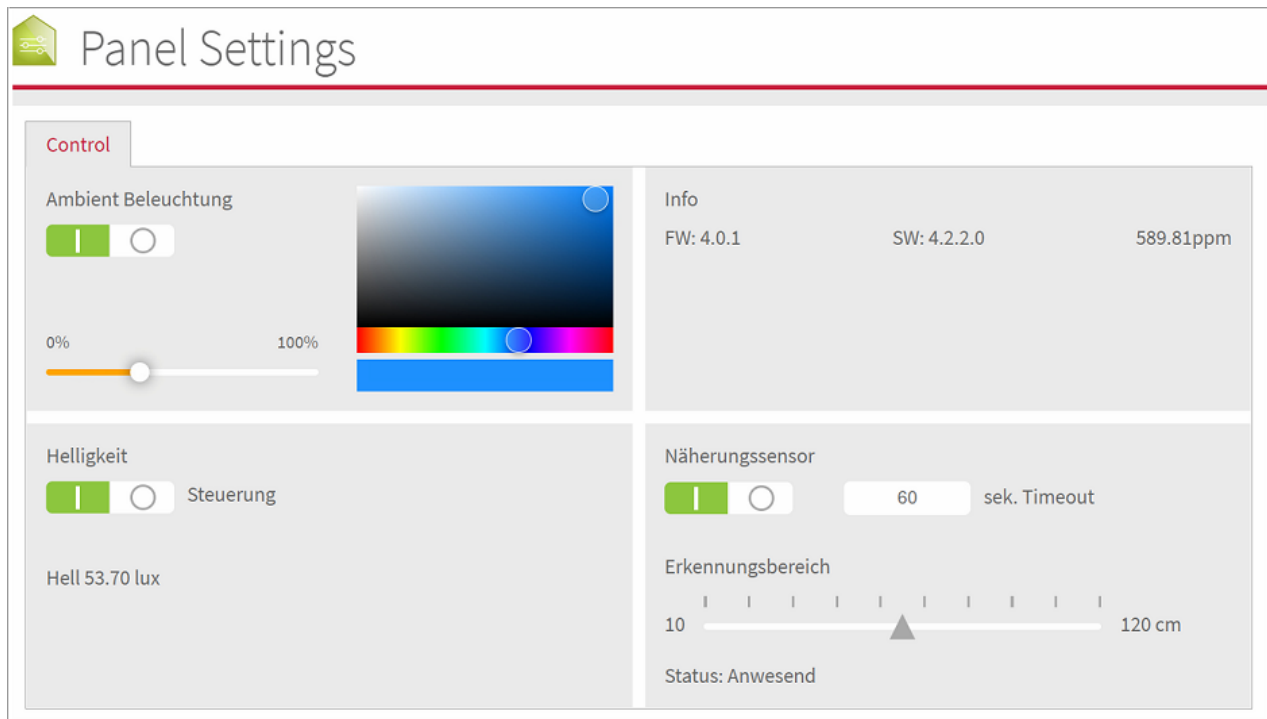 Panel Settings
Control
Ambient Beleuchtung
0% 100%
Info
FW: 4.0.1 SW: 4.2.2.0 589.81ppm
Helligkeit
Steuerung
Hell 53.70 lux
Näherungssensor
60 sek. Timeout
Erkennungsbereich
10 120 cm
Status: Anwesend